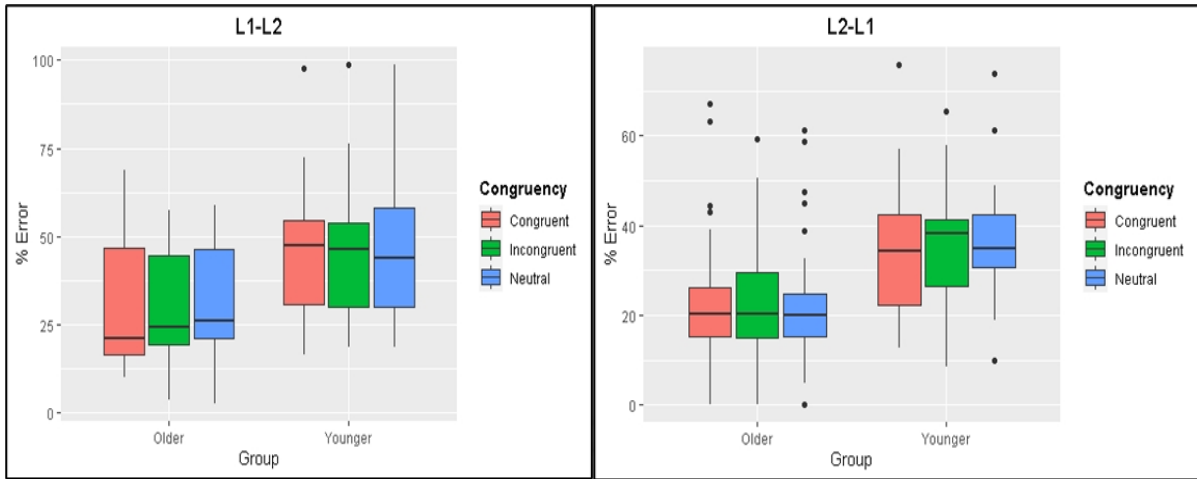 L1-L2
100
75
50
25
0
% Error
Older
Younger
Group
Congruency
Congruent
Incongruent
Neutral
L2-L1
60
40
20
0
% Error
Older
Younger
Group
Congruency
Congruent
Incongruent
Neutral